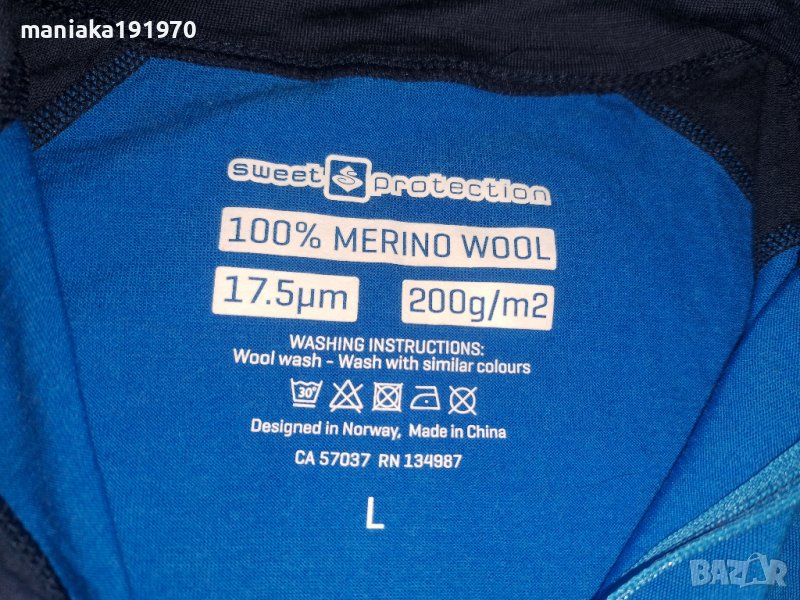 maniaka191970
sweet protection
100% MERINO WOOL
17.5µm 200g/m2
WASHING INSTRUCTIONS:
Wool wash - Wash with similar colours
30°
Designed in Norway, Made in China
CA 57037 RN 134987
L
BAZAR